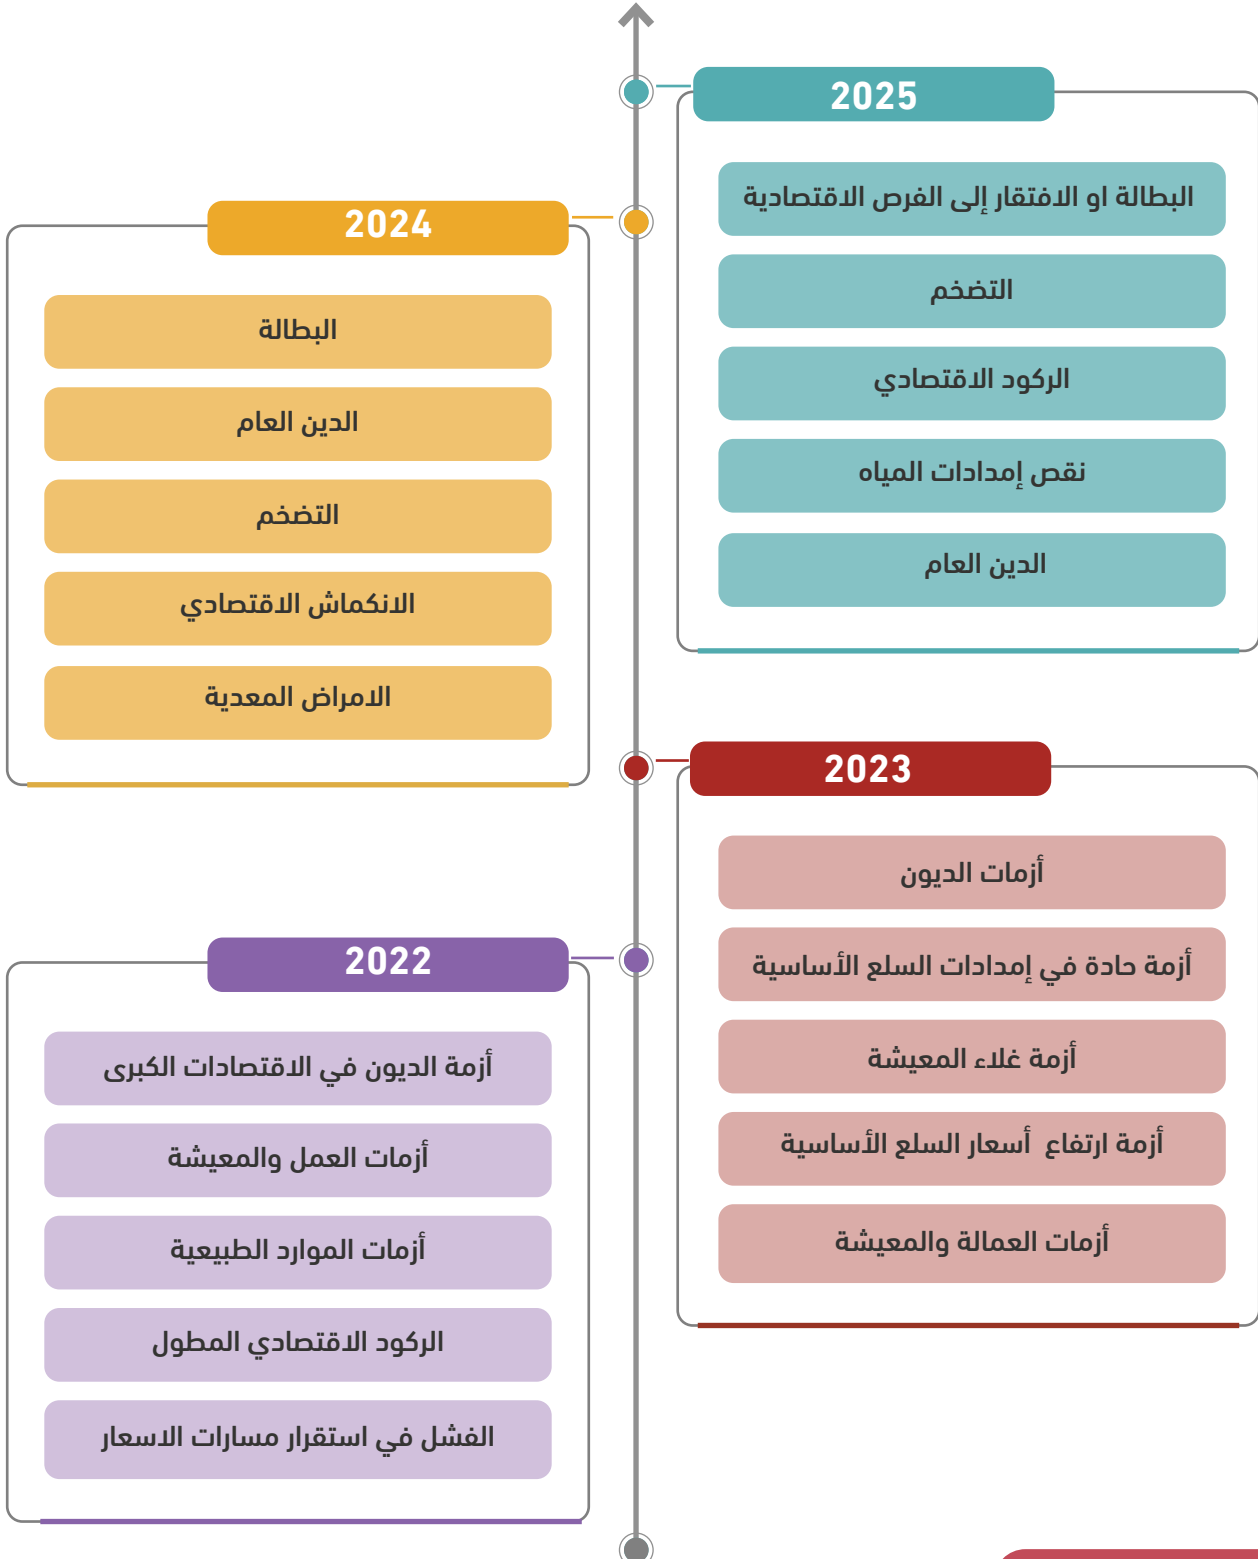 2025
البطالة او الافتقار إلى الفرص الاقتصادية
التضخم
الركود الاقتصادي
نقص إمدادات المياه
الدين العام
2024
البطالة
الدين العام
التضخم
الانكماش الاقتصادي
الامراض المعدية
2023
أزمات الديون
أزمة حادة في إمدادات السلع الأساسية
أزمة غلاء المعيشة
أزمة ارتفاع أسعار السلع الأساسية
أزمات العمالة والمعيشة
2022
أزمة الديون في الاقتصادات الكبرى
أزمات العمل والمعيشة
أزمات الموارد الطبيعية
الركود الاقتصادي المطول
الفشل في استقرار مسارات الاسعار